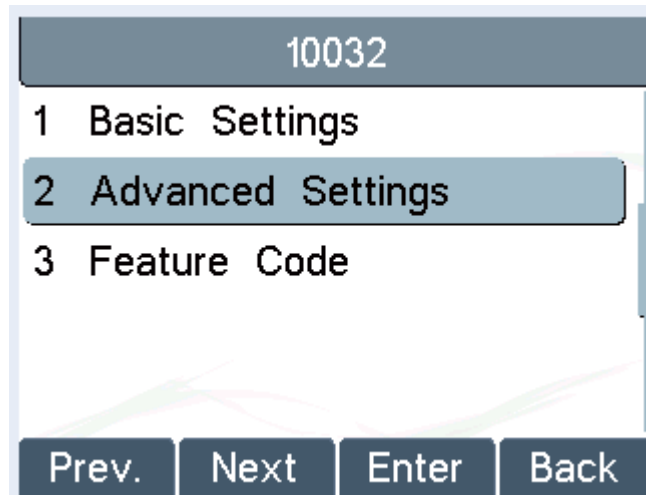 10032
1 Basic Settings
2 Advanced Settings
3 Feature Code
Prev. Next Enter Back